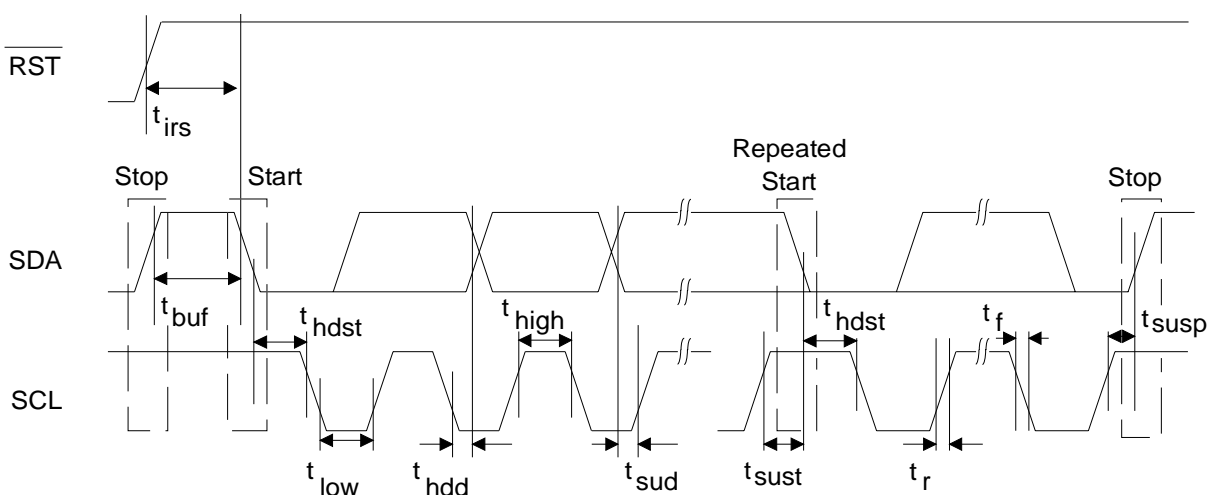 RST
t irs
Repeated
Stop Start Start Stop
SDA
t buf
t hdst t high t hdst t f t susp
SCL
t low t hdd t sud t sust t r